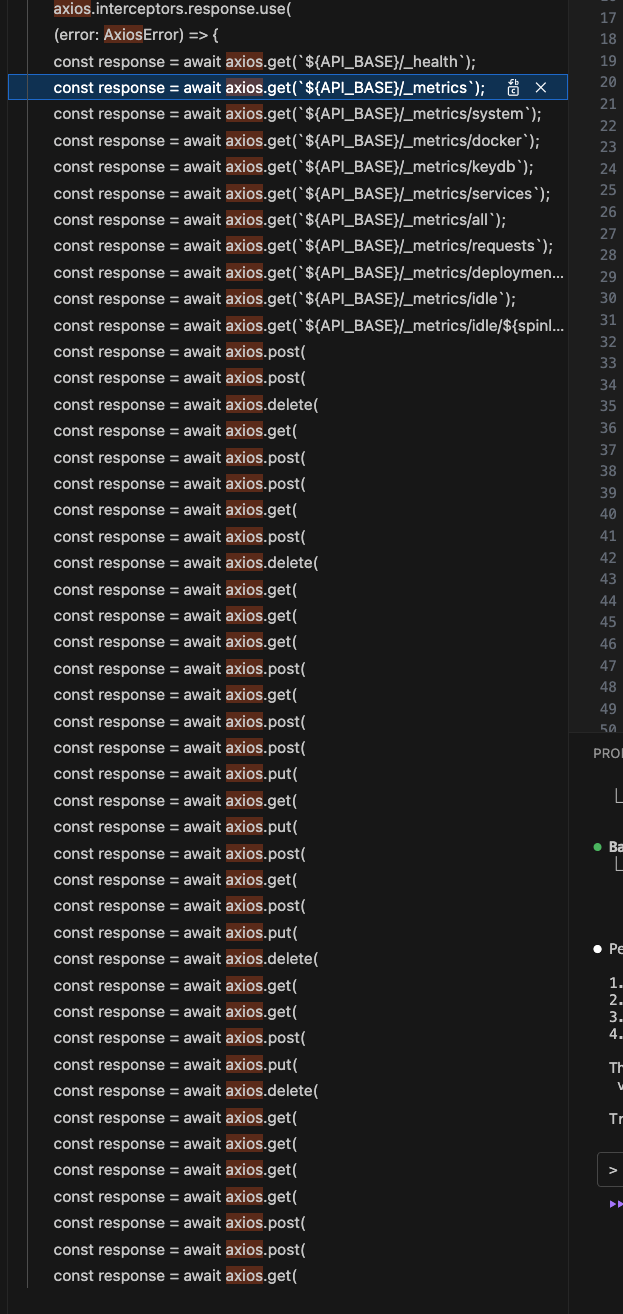 axios.interceptors.response.use(
(error: AxiosError) => {
const response = await axios.get(`${API_BASE}/_health`);
const response = await axios.get(`${API_BASE}/_metrics`);
const response = await axios.get(`${API_BASE}/_metrics/system`);
const response = await axios.get(`${API_BASE}/_metrics/docker`);
const response = await axios.get(`${API_BASE}/_metrics/keydb`);
const response = await axios.get(`${API_BASE}/_metrics/services`);
const response = await axios.get(`${API_BASE}/_metrics/all`);
const response = await axios.get(`${API_BASE}/_metrics/requests`);
const response = await axios.get(`${API_BASE}/_metrics/deploymen...
const response = await axios.get(`${API_BASE}/_metrics/idle`);
const response = await axios.get(`${API_BASE}/_metrics/idle/${spinl...
const response = await axios.post(
const response = await axios.post(
const response = await axios.delete(
const response = await axios.get(
const response = await axios.post(
const response = await axios.post(
const response = await axios.get(
const response = await axios.post(
const response = await axios.delete(
const response = await axios.get(
const response = await axios.get(
const response = await axios.get(
const response = await axios.post(
const response = await axios.get(
const response = await axios.post(
const response = await axios.post(
const response = await axios.put(
const response = await axios.get(
const response = await axios.put(
const response = await axios.post(
const response = await axios.get(
const response = await axios.post(
const response = await axios.put(
const response = await axios.delete(
const response = await axios.get(
const response = await axios.get(
const response = await axios.post(
const response = await axios.put(
const response = await axios.delete(
const response = await axios.get(
const response = await axios.get(
const response = await axios.get(
const response = await axios.get(
const response = await axios.post(
const response = await axios.post(
const response = await axios.get(
17
18
19
20
21
22
23
24
25
26
27
28
29
30
31
32
33
34
35
36
37
38
39
40
41
42
43
44
45
46
47
48
49
50
PRO
Ba
Pe
1.
2.
3.
4.
Th
v
Tr
>